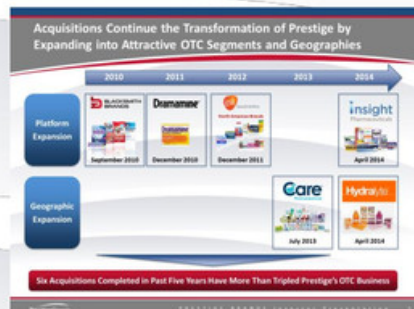 Acquisitions Continue the Transformation of Prestige by
Expanding into Attractive OTC Segments and Geographies
2010 2011 2012 2013 2014
Platform
Expansion
BLACKSMITH
BRANDS
September 2010
Dramamine
December 2010
December 2011
insight
Pharmaceuticals
April 2014
Geographic
Expansion
Care
July 2013
Hydralyte
April 2014
Six Acquisitions Completed in Past Five Years Have More Than Tripled Prestige's OTC Business